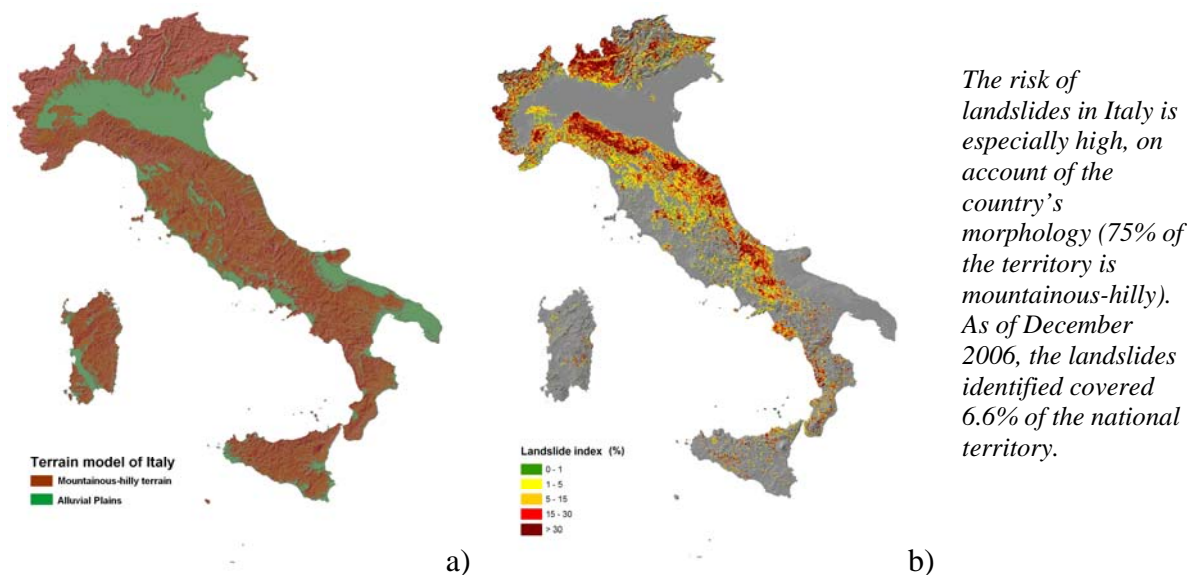 Terrain model of Italy
Mountainous-hilly terrain
Alluvial Plains
a)
Landslide index (%)
0 - 1
1 - 5
5 - 15
15 - 30
> 30
b)
The risk of
landslides in Italy is
especially high, on
account of the
country’s
morphology (75% of
the territory is
mountainous-hilly).
As of December
2006, the landslides
identified covered
6.6% of the national
territory.